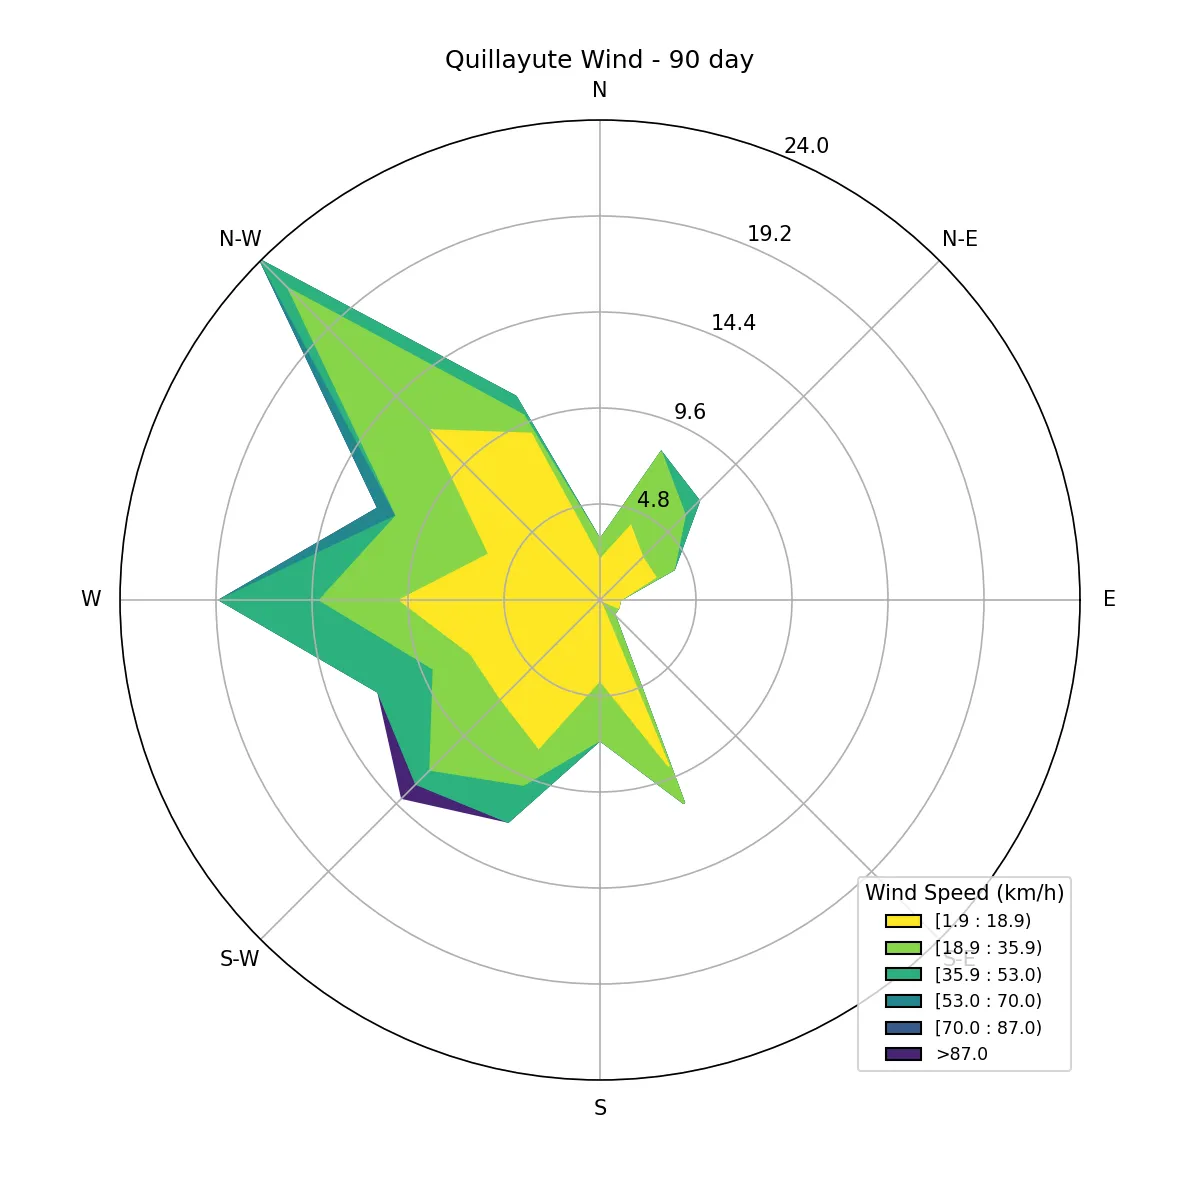 Quillayute Wind - 90 day
N
24.0
19.2
N-W
N-E
14.4
9.6
4.8
W
E
Wind Speed (km/h)
[1.9 : 18.9)
[18.9 : 35.9)
S-W
S-E
[35.9 : 53.0)
[53.0 : 70.0)
[70.0 : 87.0)
>87.0
S